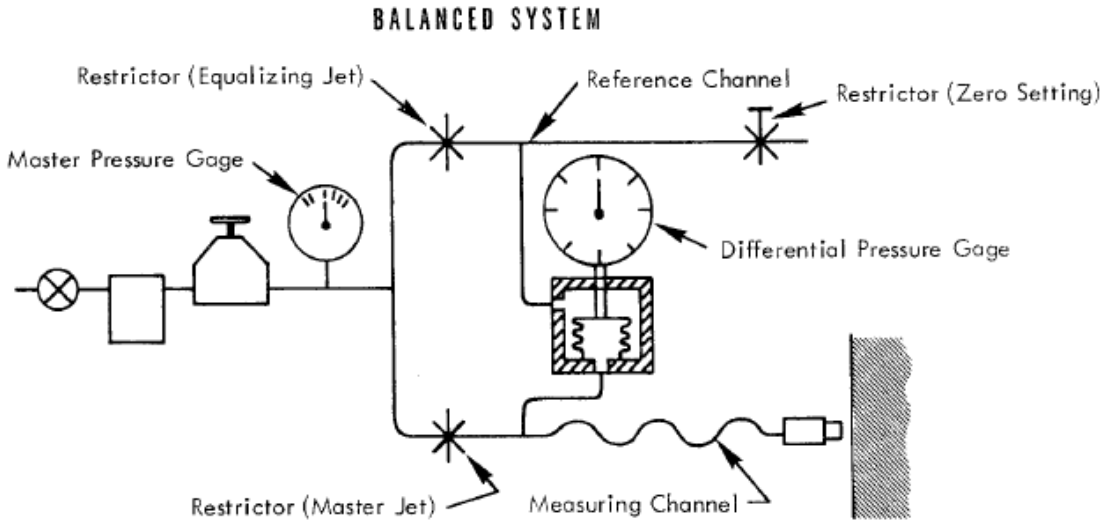 BALANCED SYSTEM
Restrictor (Equalizing Jet)
Reference Channel
Restrictor (Zero Setting)
Master Pressure Gage
Differential Pressure Gage
Restrictor (Master Jet)
Measuring Channel